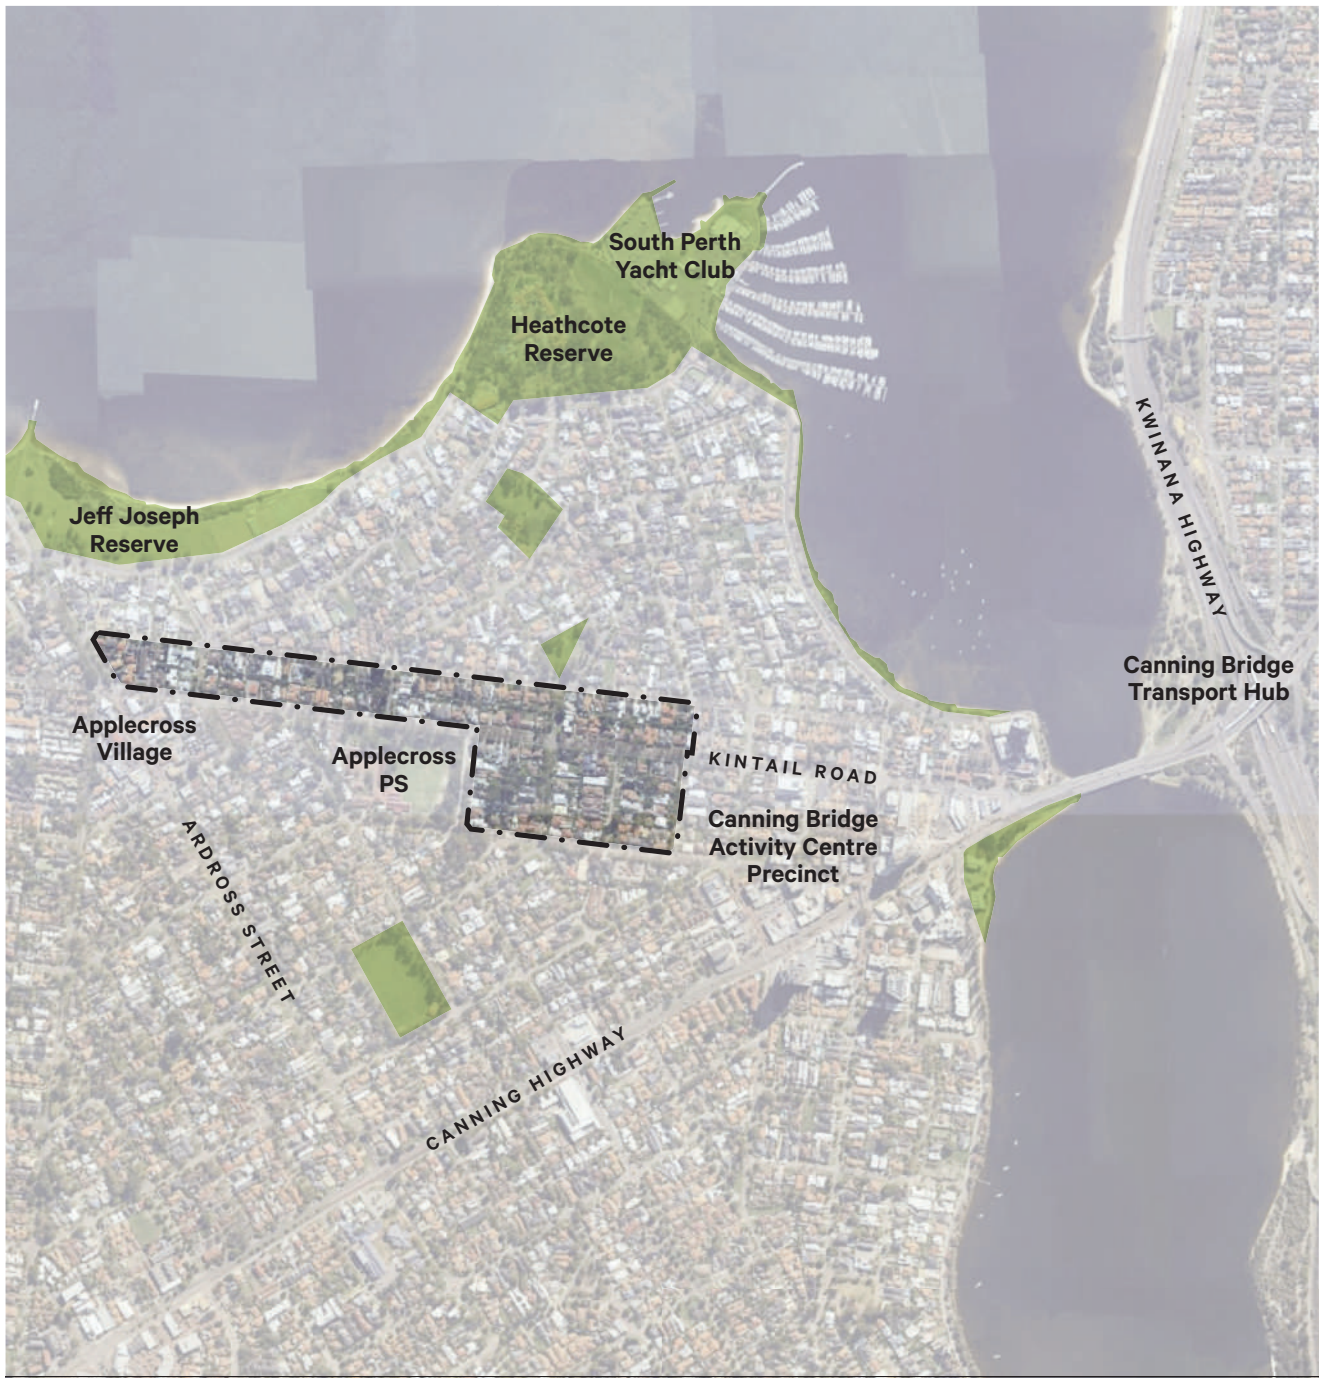 South Perth
Yacht Club
Heathcote
Reserve
KWINANA HIGHWAY
Jeff Joseph
Reserve
Canning Bridge
Transport Hub
Applecross
Village
Applecross
PS
KINTAIL ROAD
Canning Bridge
Activity Centre
Precinct
ARDROSS STREET
CANNING HIGHWAY